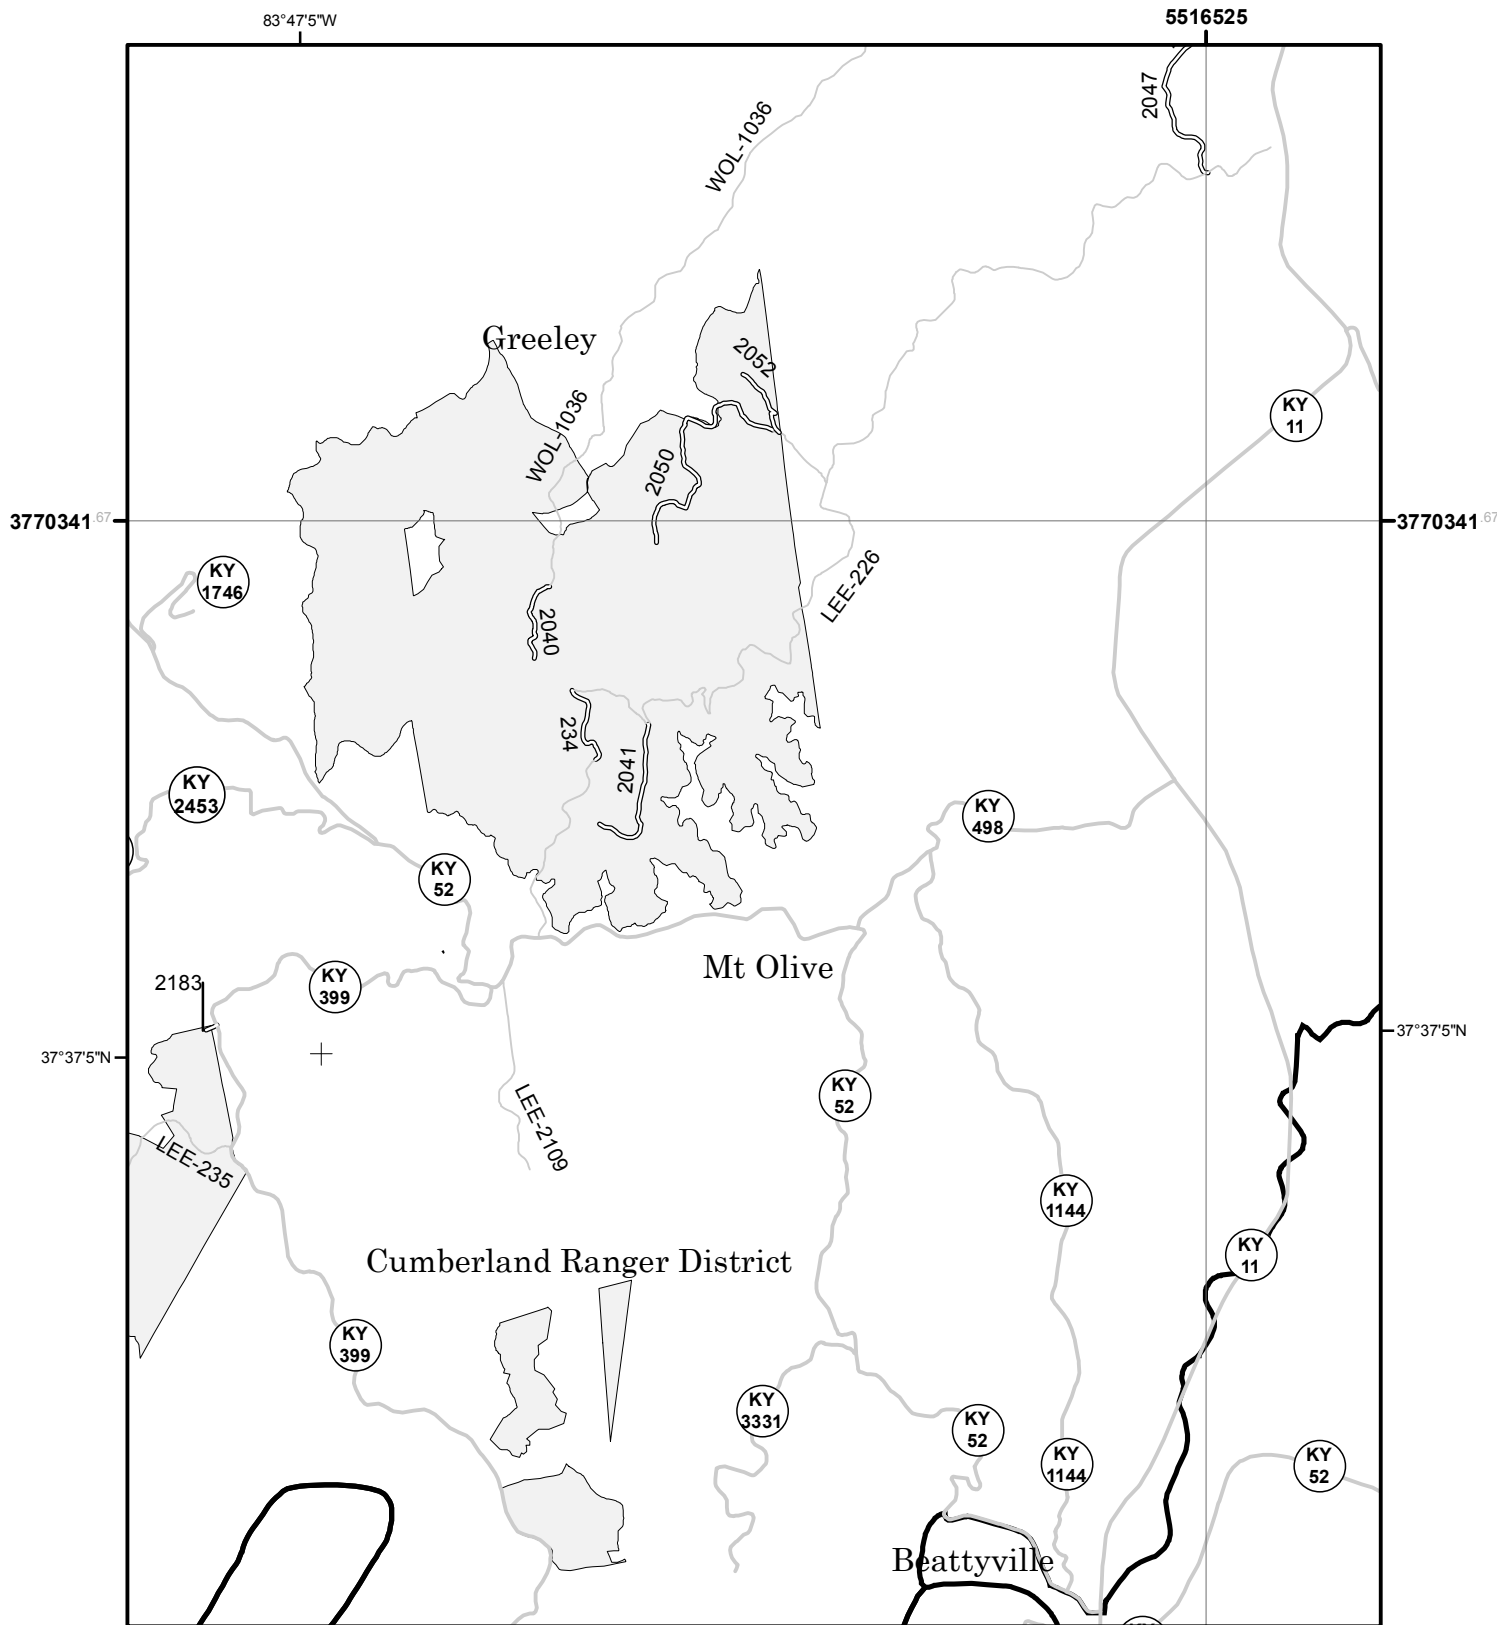 83°47'5"W
5516525
2047
WOL-1036
Greeley
2052
KY
11
WOL-1036
2050
3770341.67
3770341.67
KY
1746
LEE-226
2040
234
2041
KY
2453
KY
498
KY
52
Mt Olive
2183
KY
399
37°37'5"N
37°37'5"N
KY
52
LEE-2109
LEE-235
KY
1144
KY
11
Cumberland Ranger District
KY
399
KY
3331
KY
52
KY
1144
KY
52
Beattyville